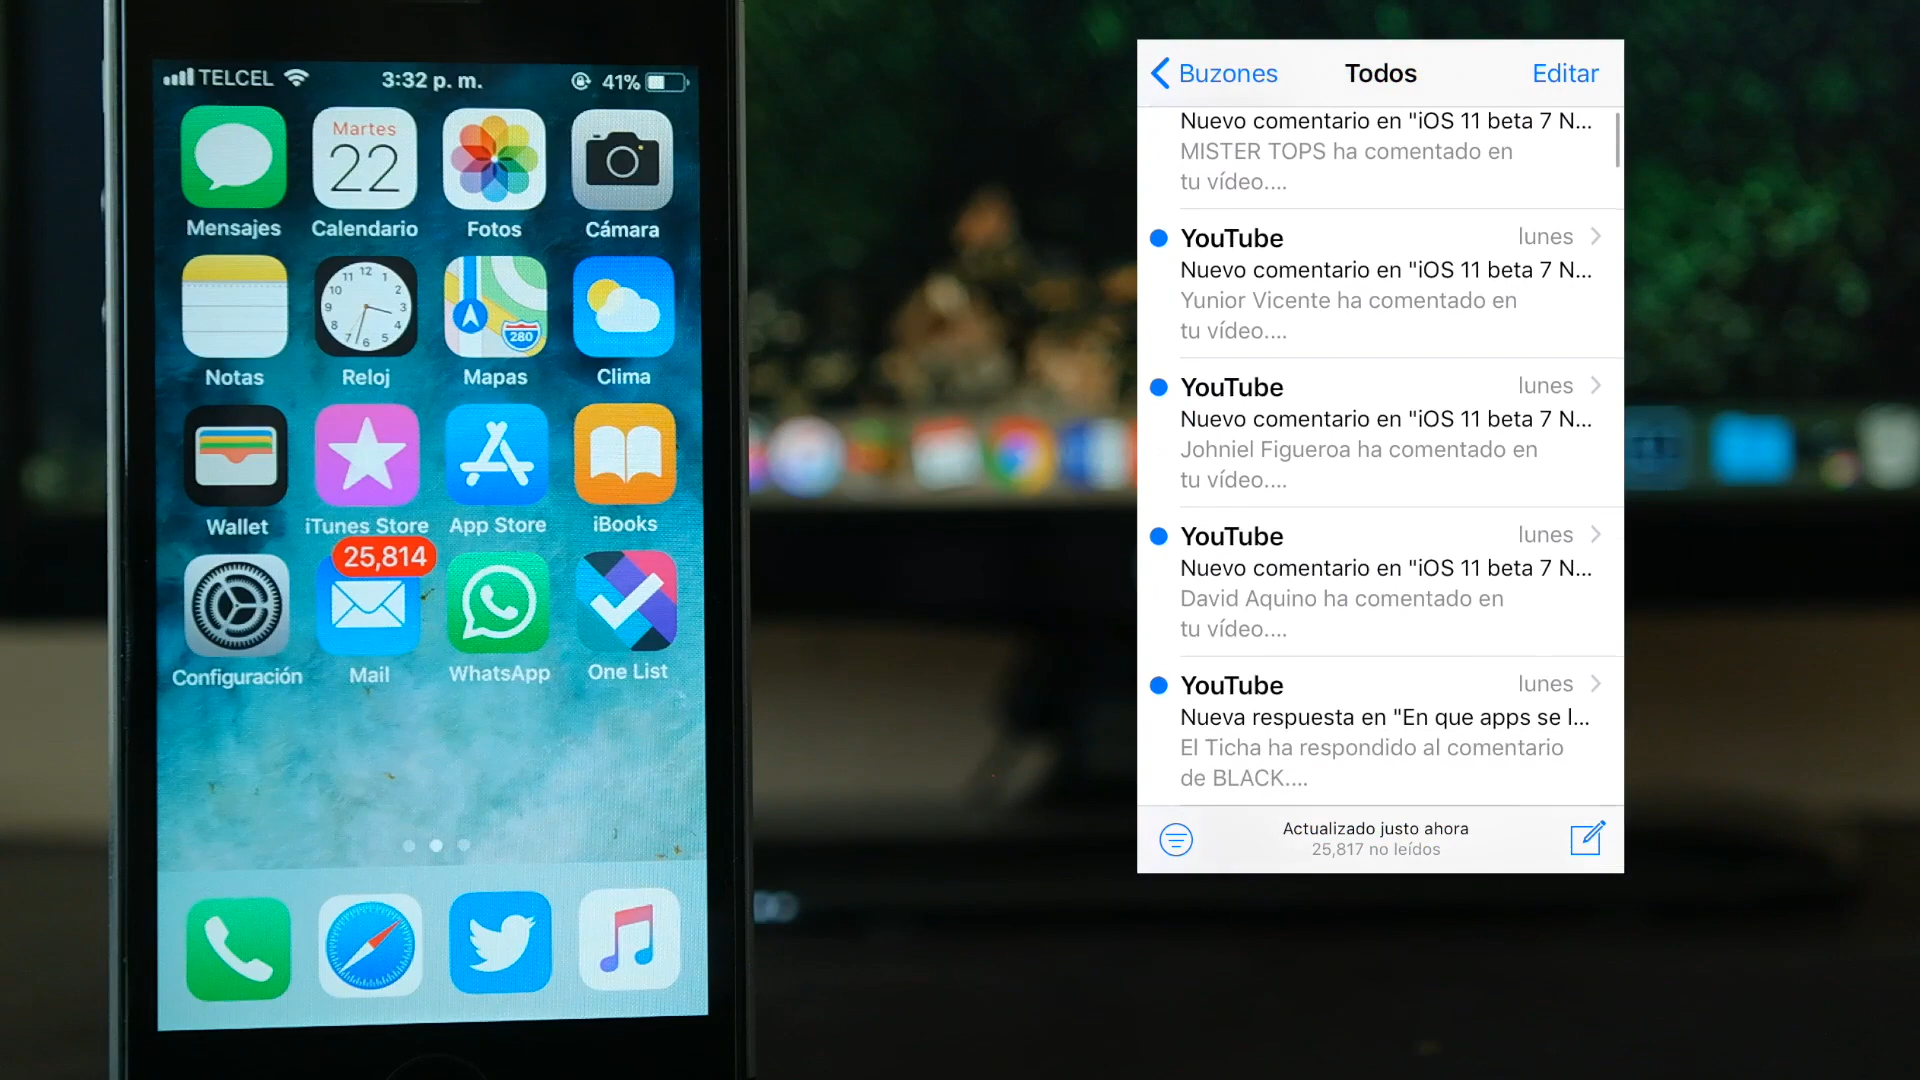 TELCEL 3:32 p. m. 41%
Martes
22
Mensajes Calendario Fotos Cámara
280
Notas Reloj Mapas Clima
Wallet iTunes Store App Store iBooks
25,814
Configuración Mail WhatsApp One List
Buzones Todos Editar
Nuevo comentario en "iOS 11 beta 7 N...
MISTER TOPS ha comentado en
tu vídeo....
YouTube lunes
Nuevo comentario en "iOS 11 beta 7 N...
Yunior Vicente ha comentado en
tu vídeo....
YouTube lunes
Nuevo comentario en "iOS 11 beta 7 N...
Johniel Figueroa ha comentado en
tu vídeo....
YouTube lunes
Nuevo comentario en "iOS 11 beta 7 N...
David Aquino ha comentado en
tu vídeo....
YouTube lunes
Nueva respuesta en "En que apps se l...
El Ticha ha respondido al comentario
de BLACK....
Actualizado justo ahora
25,817 no leídos